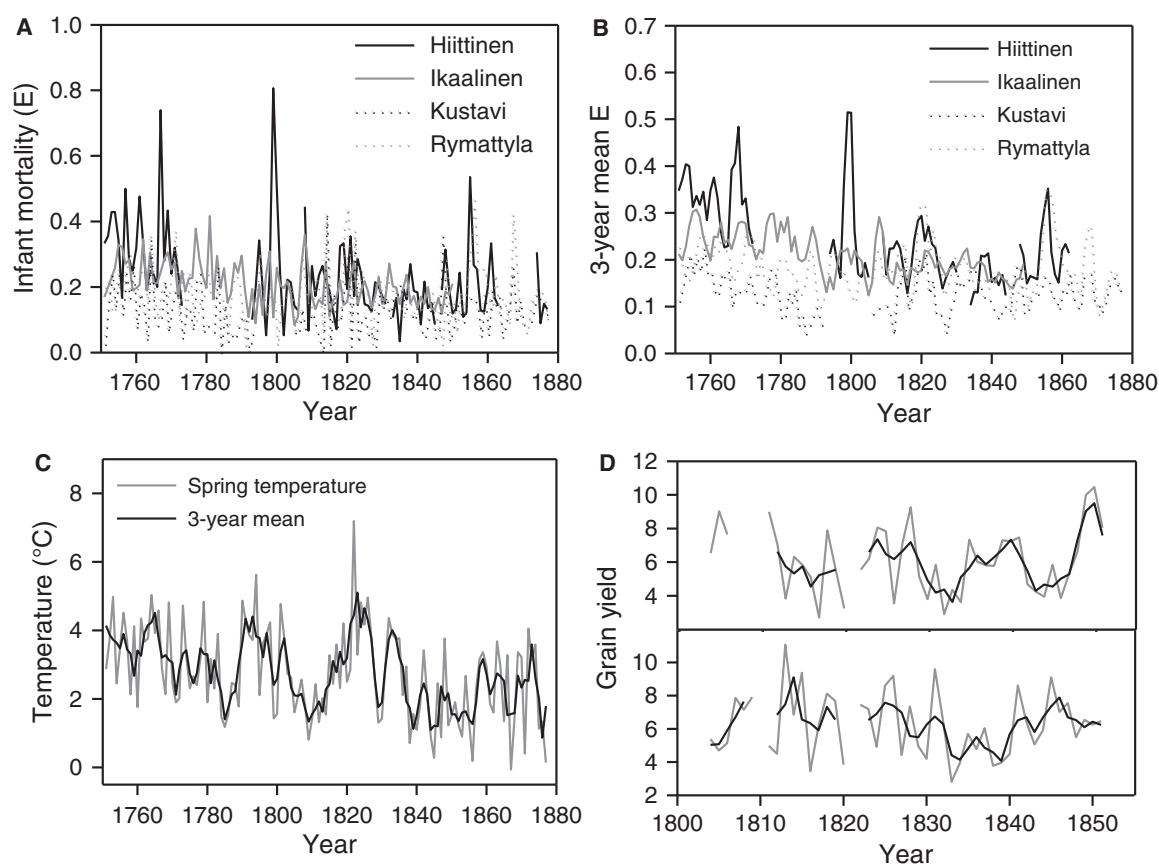 A
Infant mortality (E)
1.0
0.8
0.6
0.4
0.2
0.0
Hiittinen
Ikaalinen
Kustavi
Rymattyla
1760 1780 1800 1820 1840 1860 1880
Year
B
3-year mean E
0.7
0.6
0.5
0.4
0.3
0.2
0.1
0.0
Hiittinen
Ikaalinen
Kustavi
Rymattyla
1760 1780 1800 1820 1840 1860 1880
Year
C
Temperature (°C)
8
6
4
2
0
Spring temperature
3-year mean
1760 1780 1800 1820 1840 1860 1880
Year
D
Grain yield
12
10
8
6
4
10
8
6
4
2
1800 1810 1820 1830 1840 1850
Year